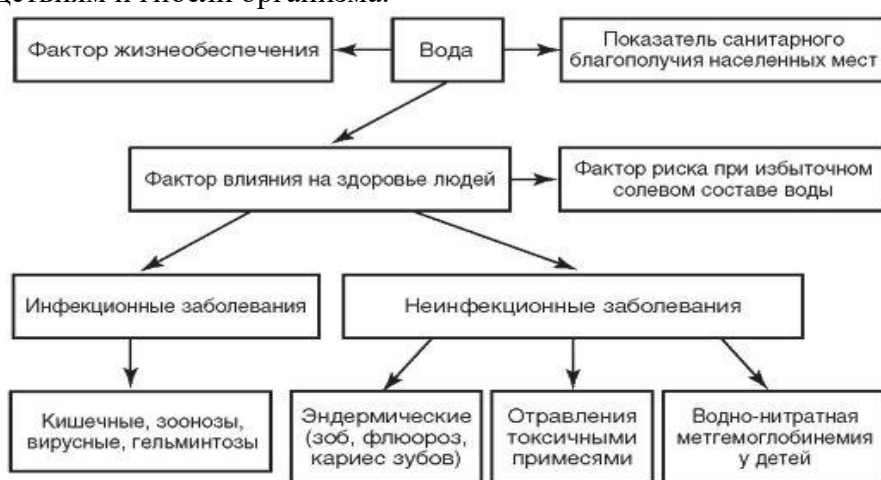 гибели организма.
Фактор жизнеобеспечения
Вода
Показатель санитарного
благополучия населенных мест
Фактор влияния на здоровье людей
Фактор риска при избыточном
солевом составе воды
Инфекционные заболевания
Неинфекционные заболевания
Кишечные, зоонозы,
вирусные, гельминтозы
Эндермические
(зоб, флюороз,
кариес зубов)
Отравления
токсичными
примесями
Водно-нитратная
метгемоглобинемия
у детей